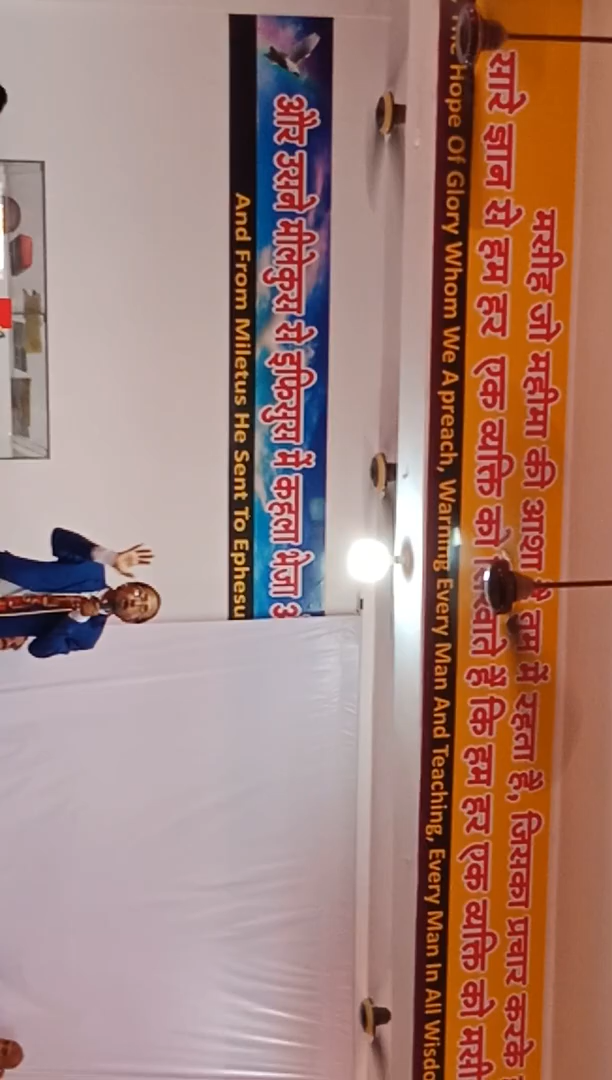 मसीह जो महीमा की आशा है तुम में रहता है, जिसका प्रचार करके
सारे ज्ञान से हम हर एक व्यक्ति को सिखाते हैं कि हम हर एक व्यक्ति को मसी
The Hope Of Glory Whom We Apreach, Warning Every Man And Teaching, Every Man In All Wisdo
और उसने मीलेतुस से इफिसुस में कहला भेजा
And From Miletus He Sent To Ephesu